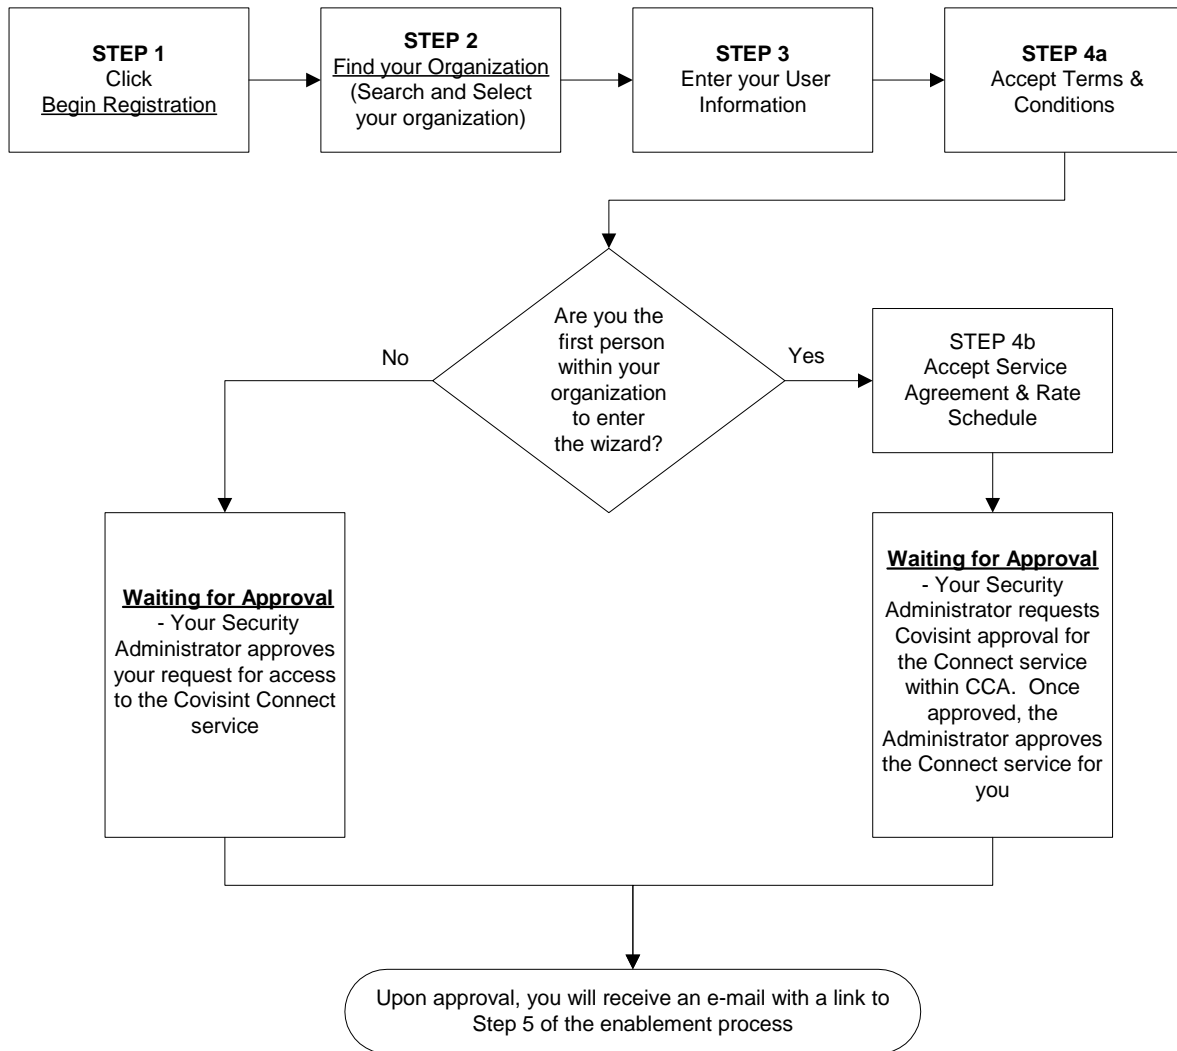 STEP 1
Click
Begin Registration
STEP 2
Find your Organization
(Search and Select
your organization)
STEP 3
Enter your User
Information
STEP 4a
Accept Terms &
Conditions
Are you the
first person
within your
organization
to enter
the wizard?
No
Yes
STEP 4b
Accept Service
Agreement & Rate
Schedule
Waiting for Approval
- Your Security
Administrator approves
your request for access
to the Covisint Connect
service
Waiting for Approval
- Your Security
Administrator requests
Covisint approval for
the Connect service
within CCA. Once
approved, the
Administrator approves
the Connect service for
you
Upon approval, you will receive an e-mail with a link to
Step 5 of the enablement process